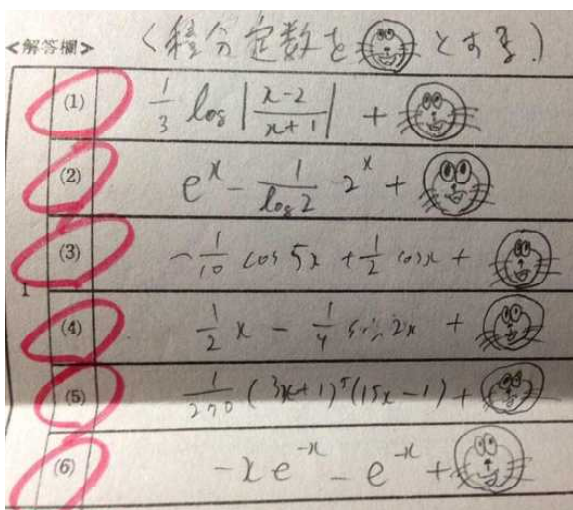 <解答欄> (積分定数を とする.)
1
(1) 1/3 log|x-2/x+1| +
(2) e^x - 1/log2 2^x +
(3) -1/10 cos 5x + 1/2 cosx +
(4) 1/2 x - 1/4 sin 2x +
(5) 1/270 (3x+1)^5 (15x-1) +
(6) -xe^-x - e^-x +